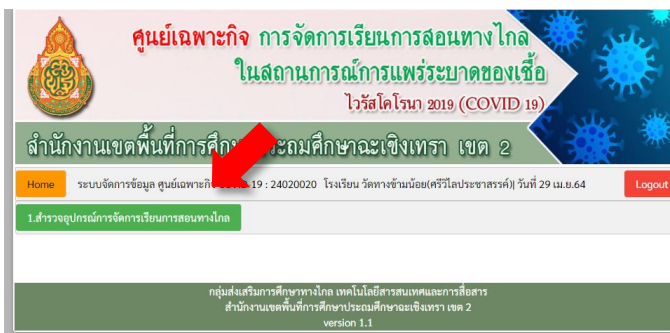 ศูนย์เฉพาะกิจ การจัดการเรียนการสอนทางไกล
ในสถานการณ์การแพร่ระบาดของเชื้อ
ไวรัสโคโรนา 2019 (COVID 19)
สำนักงานเขตพื้นที่การศึกษาประถมศึกษาฉะเชิงเทรา เขต 2
Home ระบบจัดการข้อมูล ศูนย์เฉพาะกิจ 19 : 24020020 โรงเรียน วัดทางข้ามน้อย(ศรีวิไลประชาสรรค์)| วันที่ 29 เม.ย.64 Logout
1.สำรวจอุปกรณ์การจัดการเรียนการสอนทางไกล
กลุ่มส่งเสริมการศึกษาทางไกล เทคโนโลยีสารสนเทศและการสื่อสาร
สำนักงานเขตพื้นที่การศึกษาประถมศึกษาฉะเชิงเทรา เขต 2
version 1.1